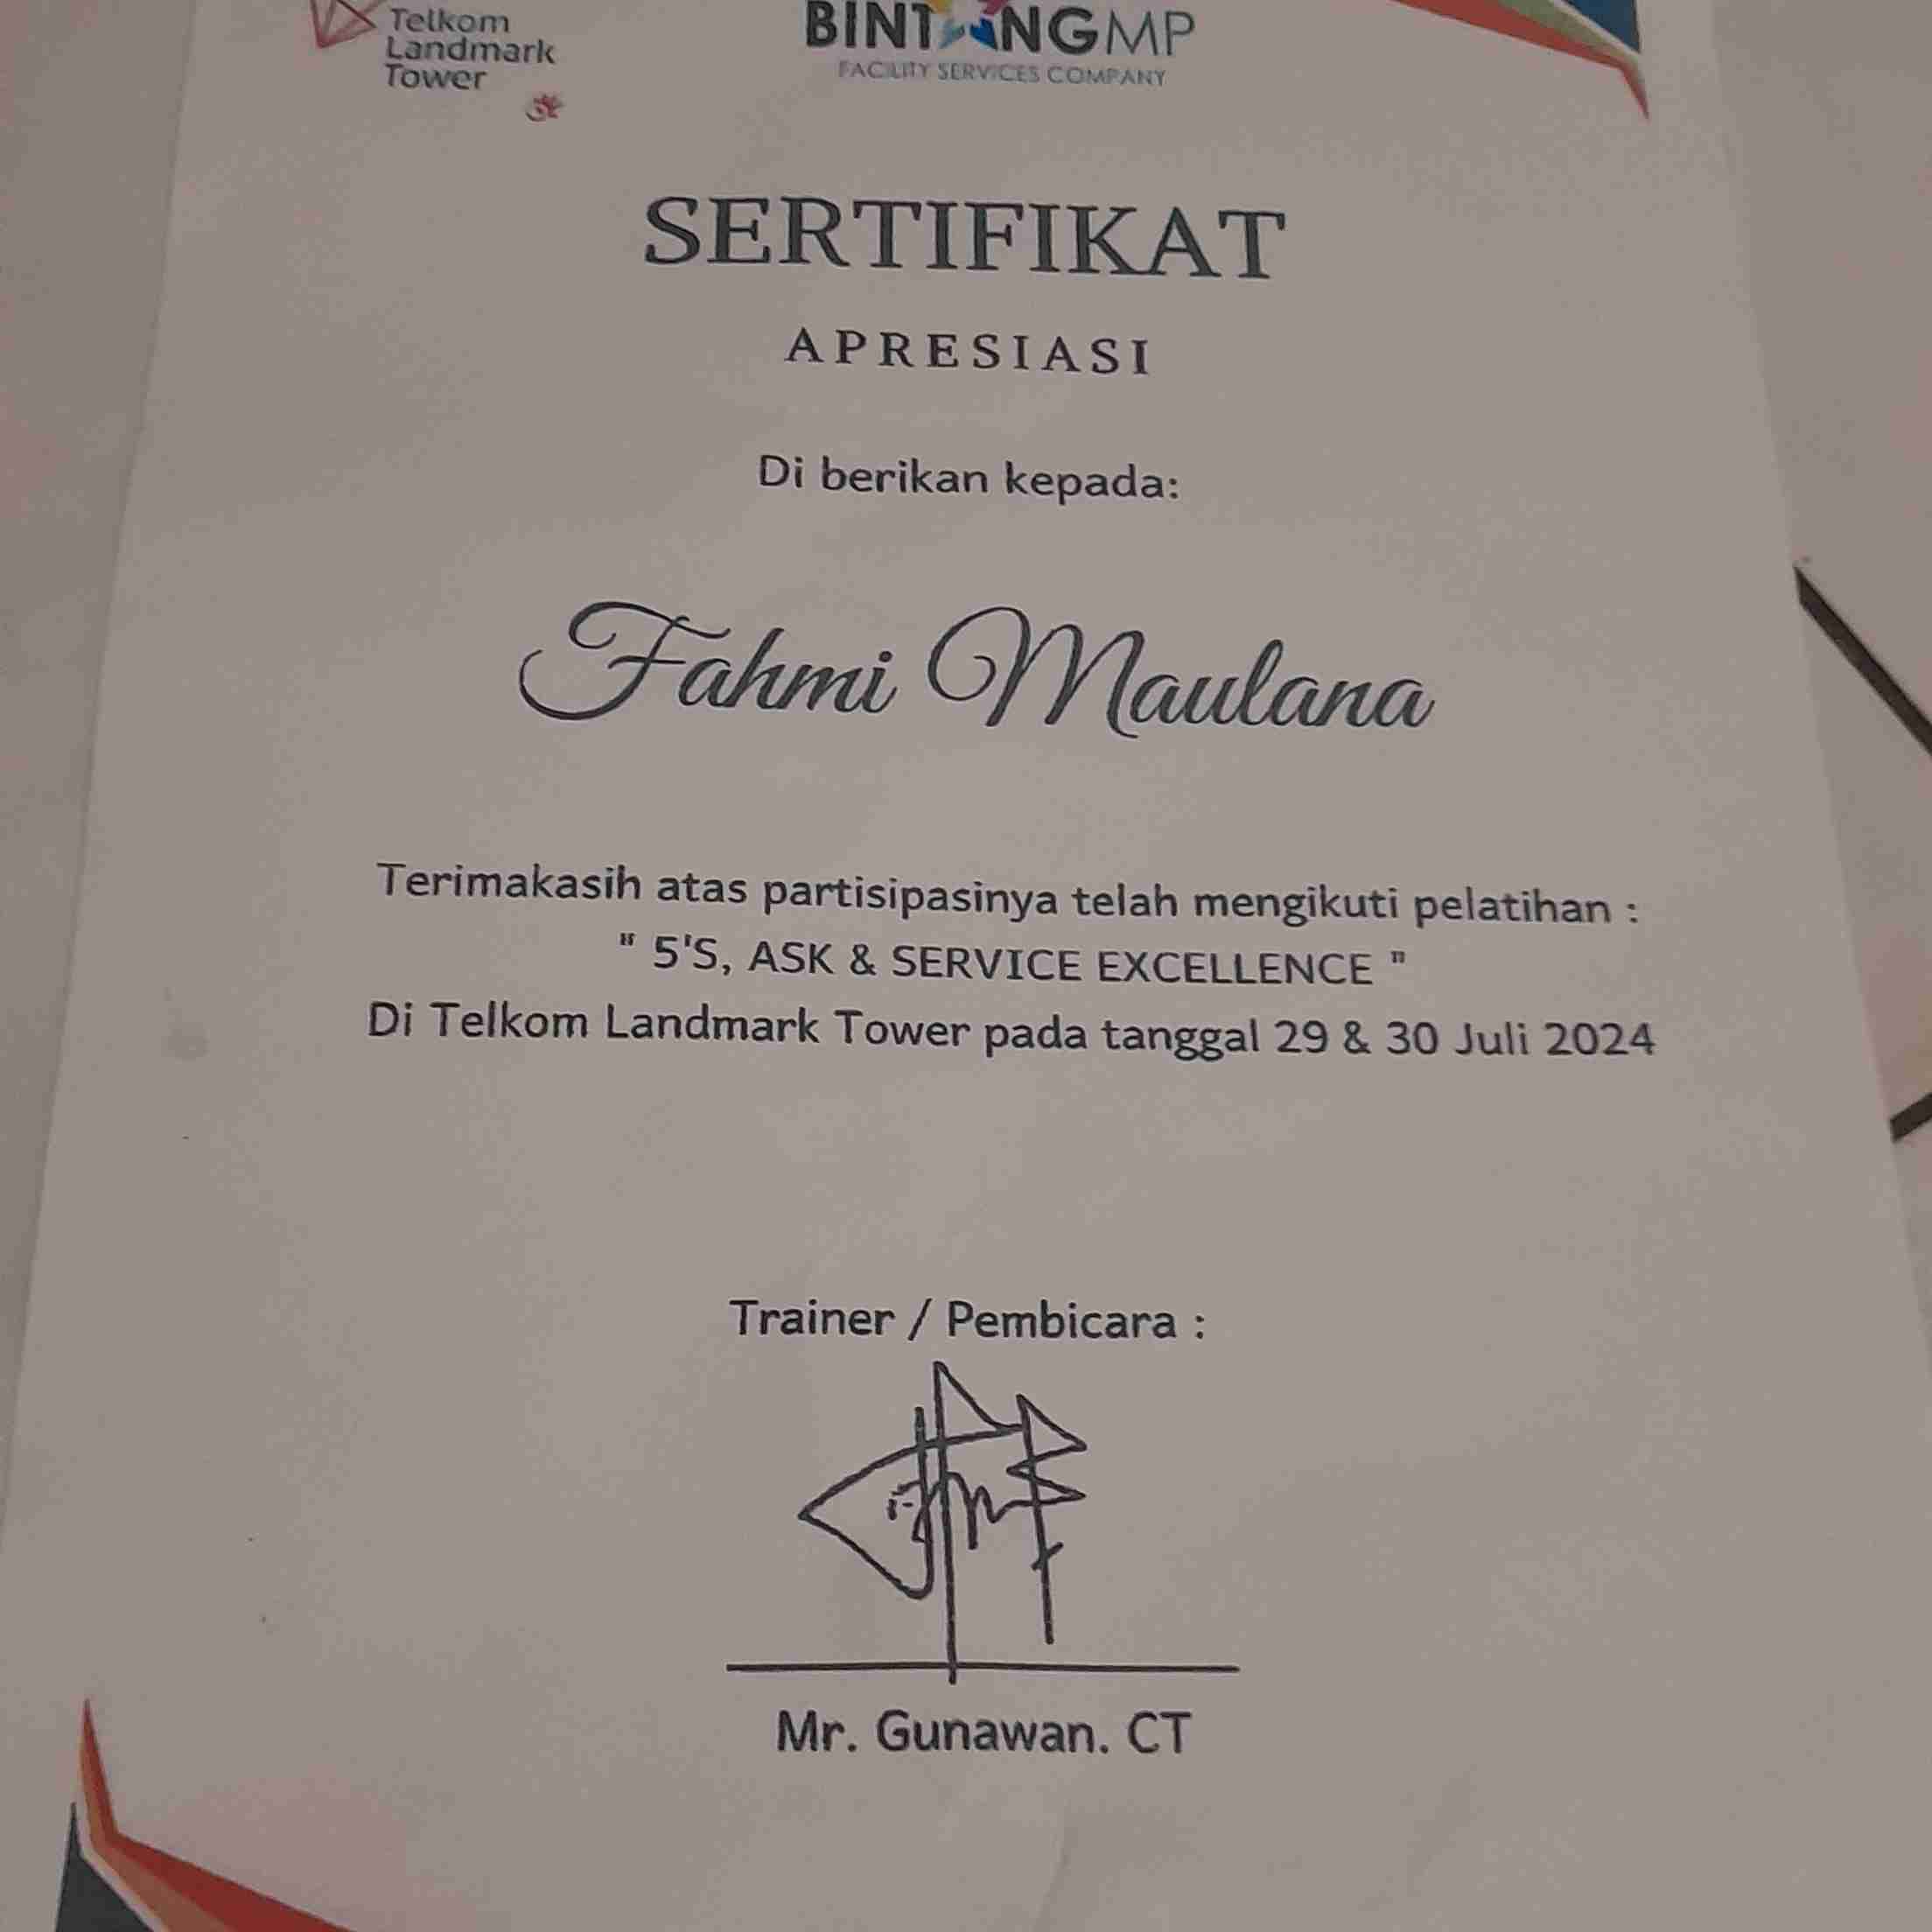 Telkom
Landmark
Tower
BINTANGMP
FACILITY SERVICES COMPANY
SERTIFIKAT
APRESIASI
Di berikan kepada:
Fahmi Maulana
Terimakasih atas partisipasinya telah mengikuti pelatihan :
" 5'S, ASK & SERVICE EXCELLENCE "
Di Telkom Landmark Tower pada tanggal 29 & 30 Juli 2024
Trainer / Pembicara :
Mr. Gunawan. CT